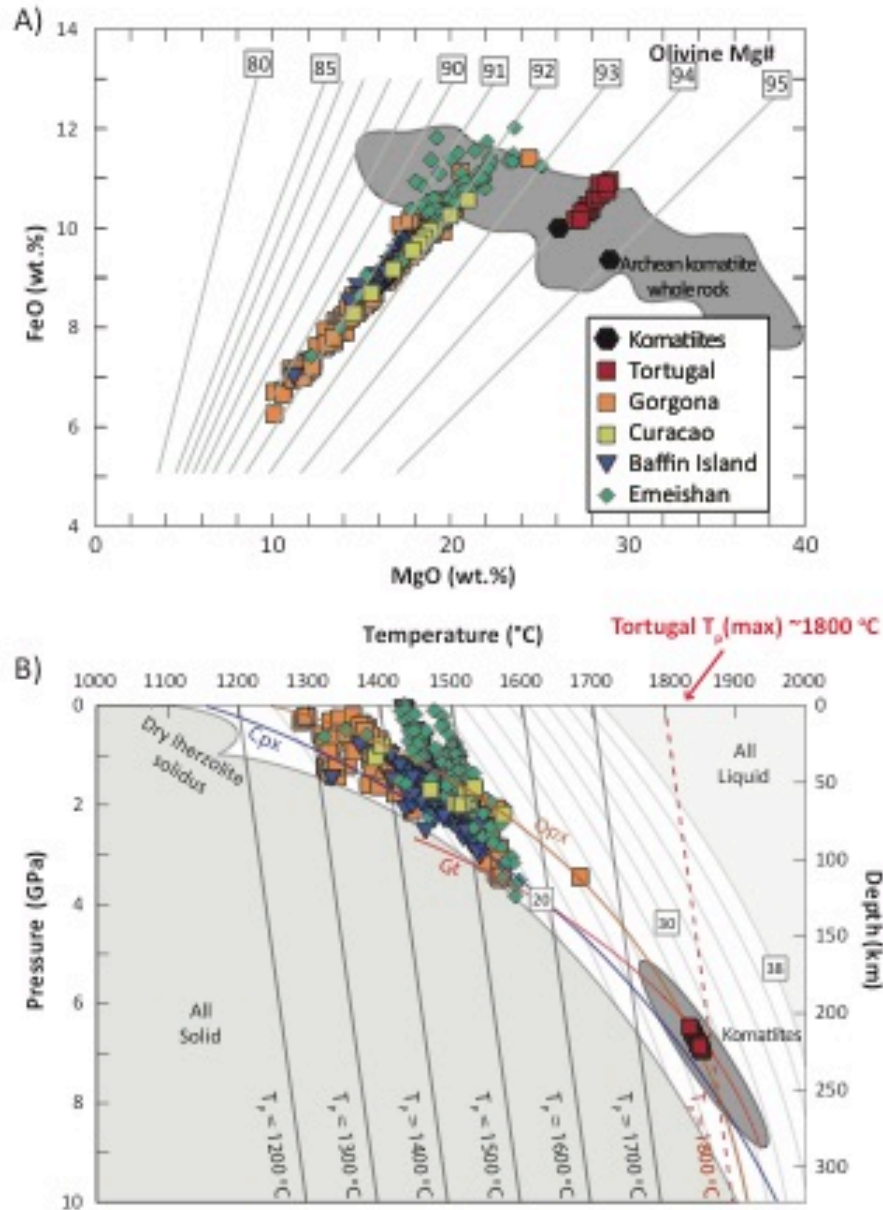 A)
14
12
10
8
6
4
FeO (wt.%)
80
85
90
91
92
93
94
95
Olivine Mg#
Archean komatiite
whole rock
Komatiites
Tortugal
Gorgona
Curacao
Baffin Island
Emeishan
0
10
20
30
40
MgO (wt.%)
Temperature (°C)
Tortugal Tp(max) ~1800 °C
B)
1000 1100 1200 1300 1400 1500 1600 1700 1800 1900 2000
0
2
4
6
8
10
Pressure (GPa)
0
50
100
150
200
250
300
Depth (km)
Dry lherzolite
solidus
Cpx
Opx
Gt
20
30
38
All
Liquid
All
Solid
Komatiites
Tp = 1200 °C
Tp = 1300 °C
Tp = 1400 °C
Tp = 1500 °C
Tp = 1600 °C
Tp = 1700 °C
Tp = 1800 °C